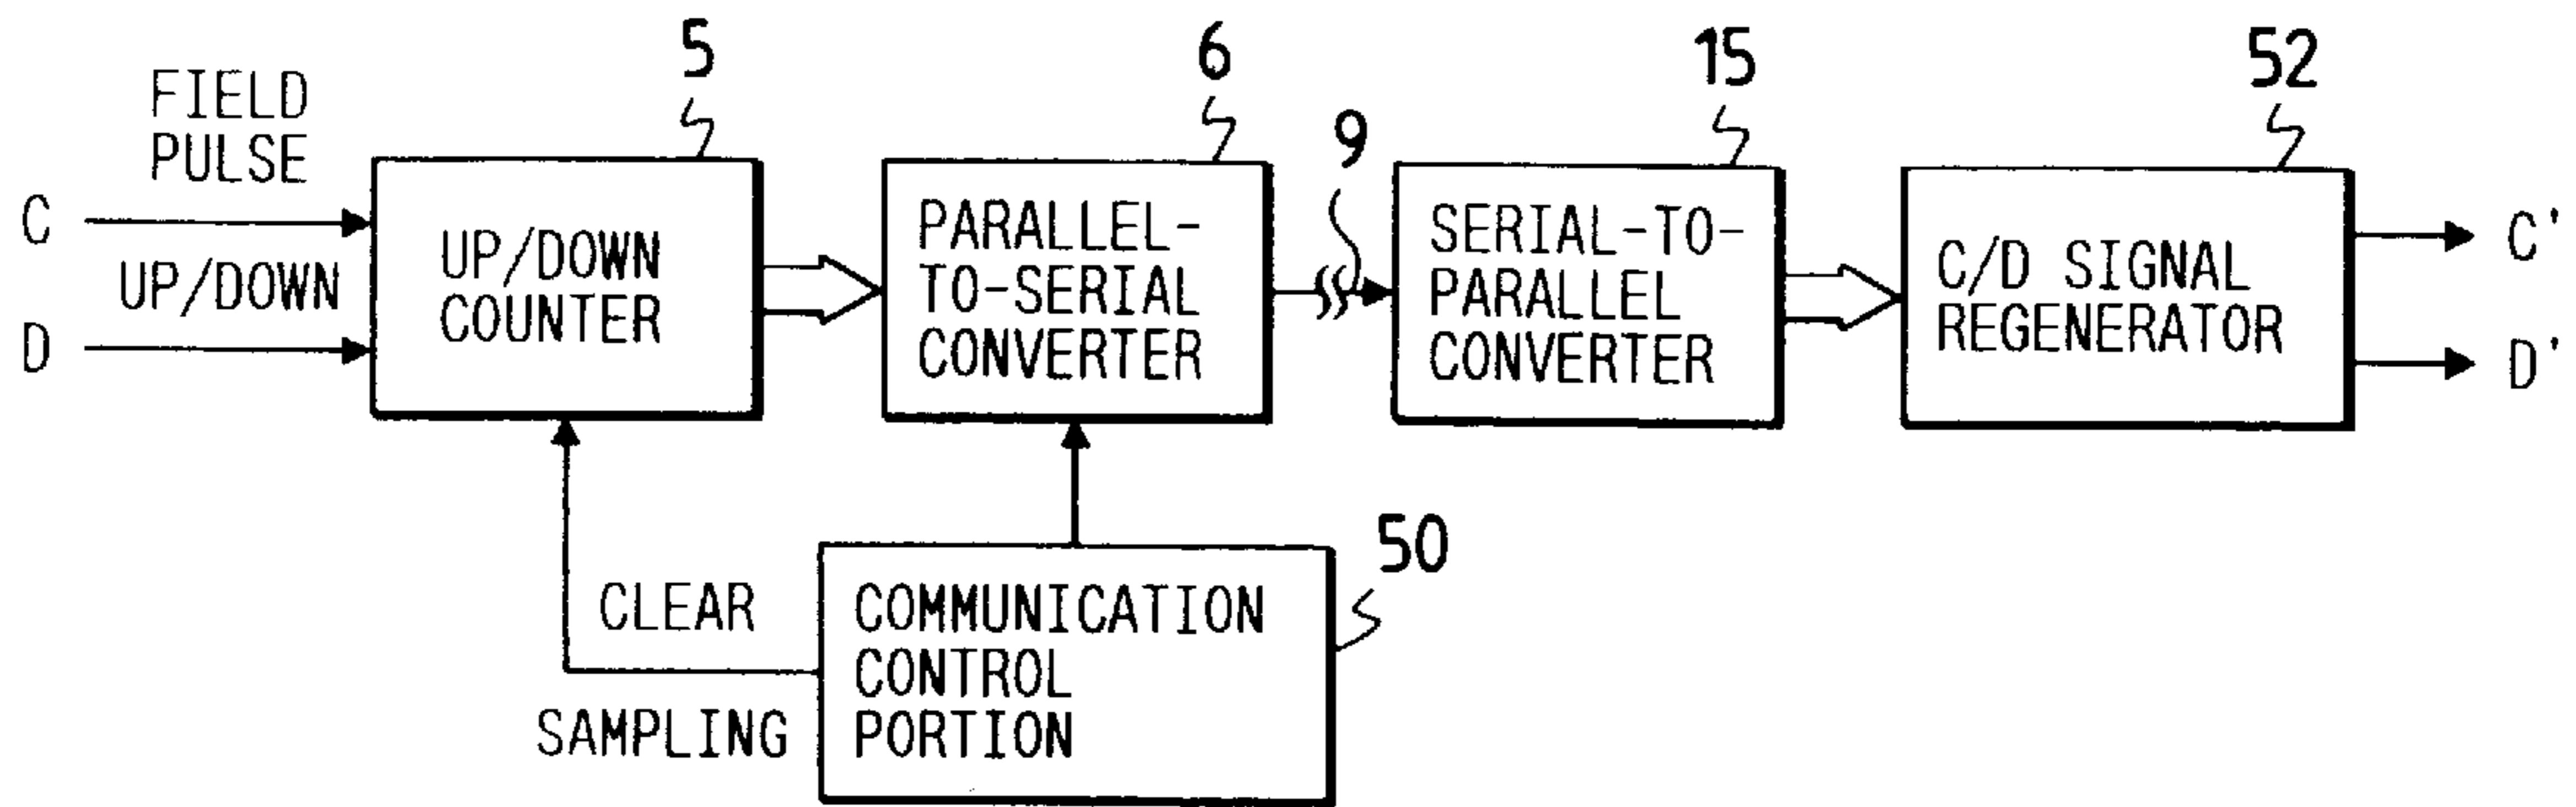 5
6
15
52
9
FIELD
PULSE
C
UP/DOWN
D
UP/DOWN
COUNTER
PARALLEL-
TO-SERIAL
CONVERTER
SERIAL-TO-
PARALLEL
CONVERTER
C/D SIGNAL
REGENERATOR
C'
D'
50
CLEAR
SAMPLING
COMMUNICATION
CONTROL
PORTION